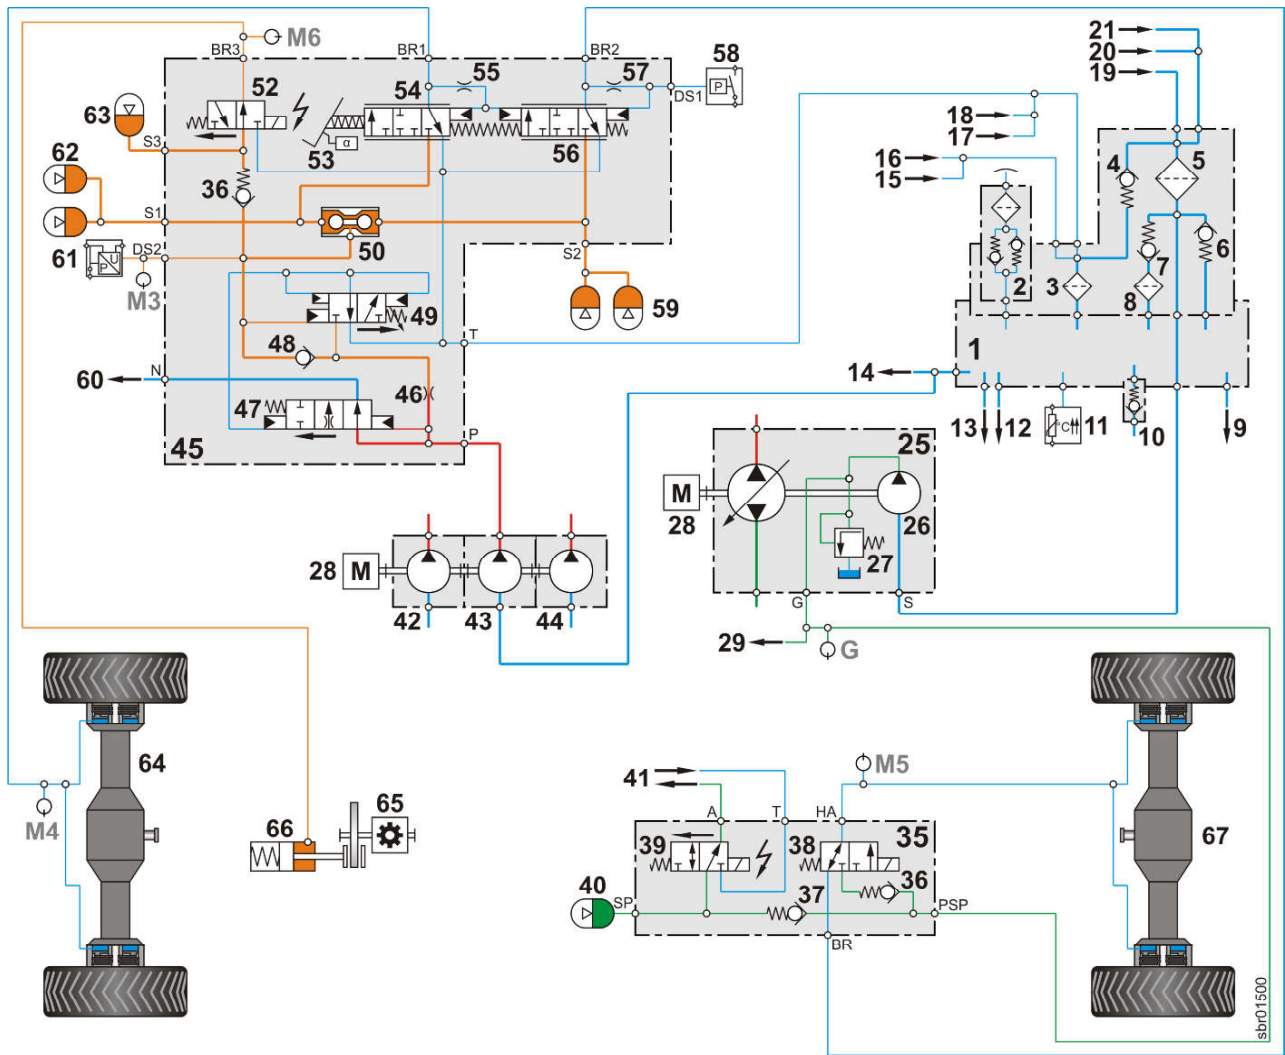 M6
BR3
BR1
BR2
52
54
55
57
58
P
DS1
63
S3
53
α
56
62
36
S1
50
61
U
P
DS2
M3
S2
59
49
T
48
60
N
46
47
45
P
21
20
19
18
17
16
15
4
5
6
7
2
3
8
1
14
13
12
°C
11
10
9
25
M
28
26
27
G
S
28
M
42
43
44
29
G
64
M4
65
66
41
M5
A
T
HA
39
38
35
40
SP
37
36
PSP
BR
67
sbr01500